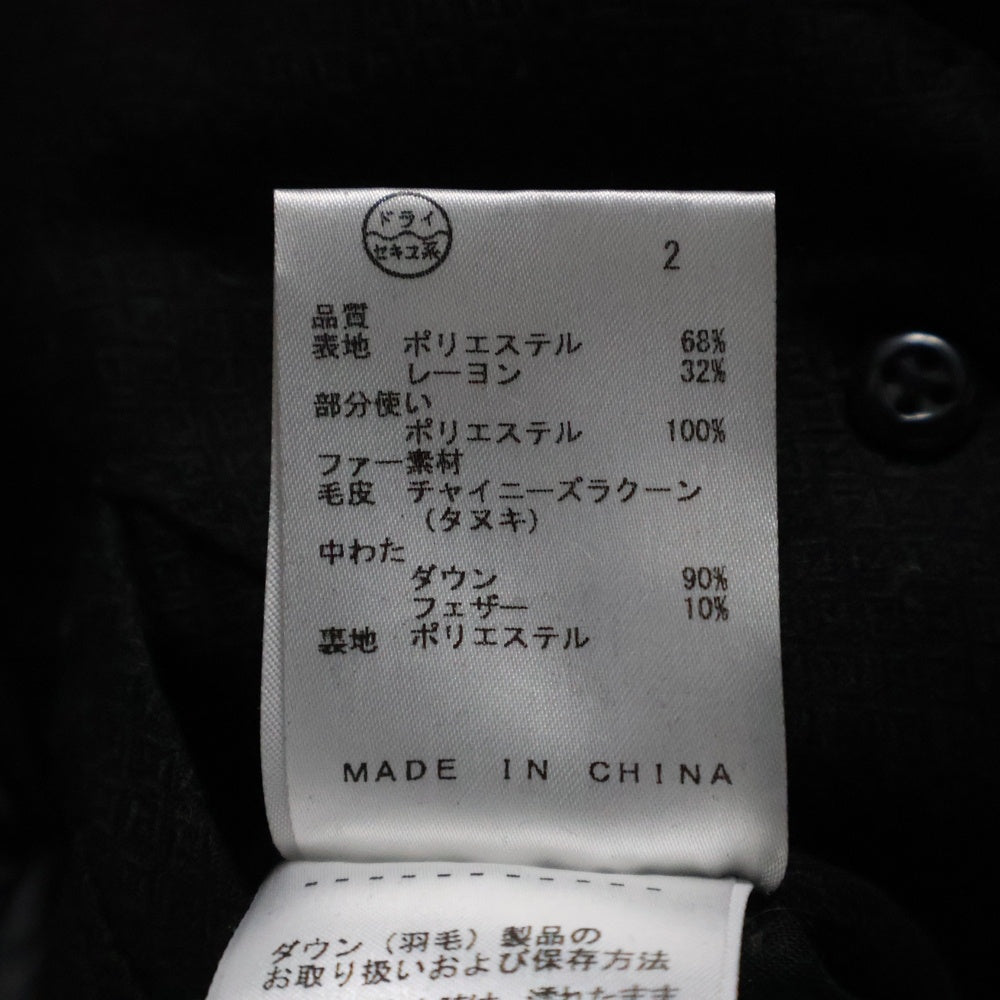 ドライ
セキユ系
2
品質
表地 ポリエステル 68%
レーヨン 32%
部分使い
ポリエステル 100%
ファー素材
毛皮 チャイニーズラクーン
(タヌキ)
中わた
ダウン 90%
フェザー 10%
裏地 ポリエステル
MADE IN CHINA
ダウン(羽毛)製品の
お取り扱いおよび保存方法
濡れたまま